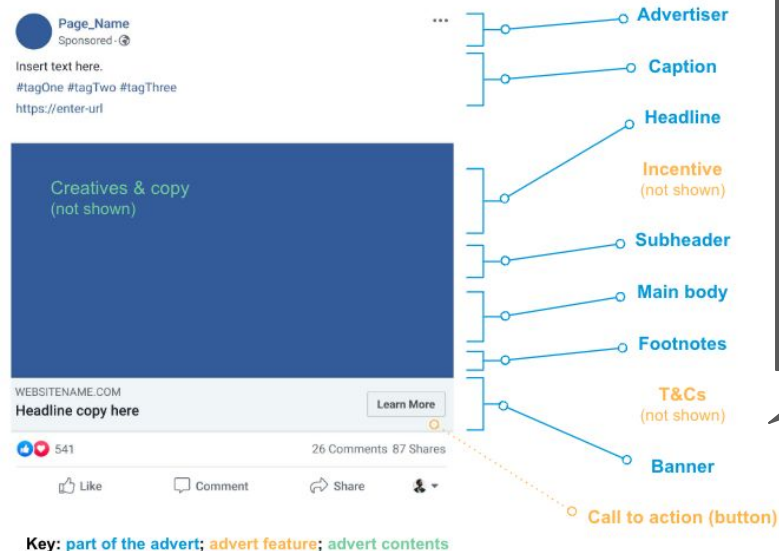 Page_Name
Sponsored ·
Insert text here.
#tagOne #tagTwo #tagThree
https://enter-url
Creatives & copy
(not shown)
WEBSITENAME.COM
Headline copy here
Learn More
541
26 Comments 87 Shares
Like
Comment
Share
Advertiser
Caption
Headline
Incentive
(not shown)
Subheader
Main body
Footnotes
T&Cs
(not shown)
Banner
Call to action (button)
Key: part of the advert; advert feature; advert contents